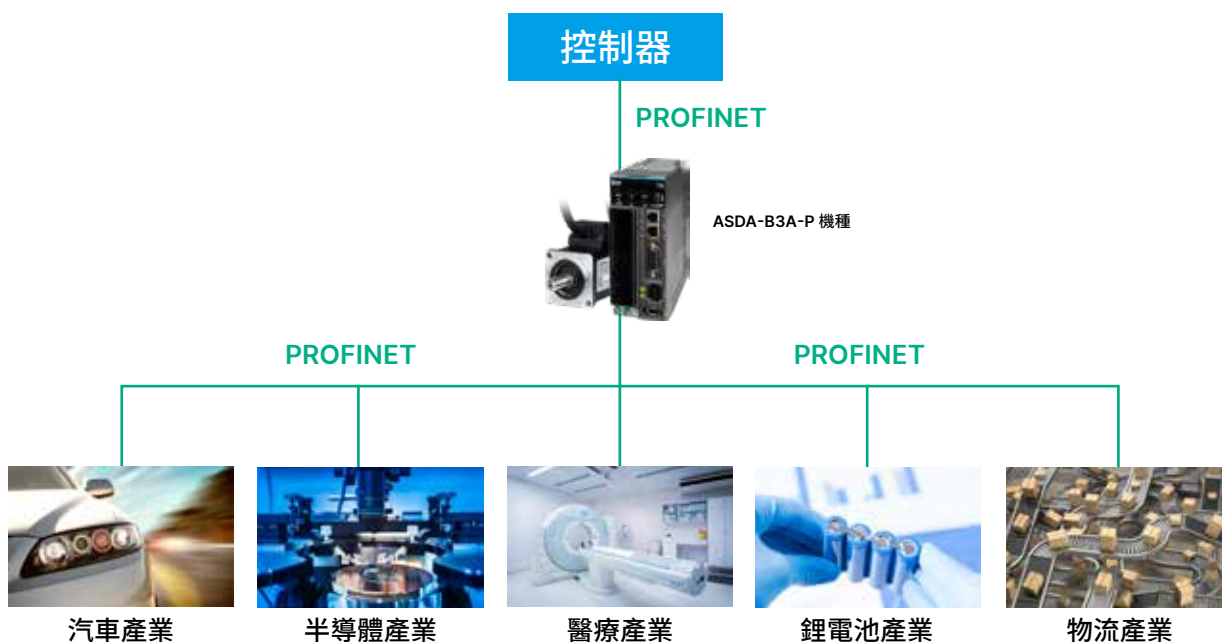 控制器
PROFINET
ASDA-B3A-P 機種
PROFINET
PROFINET
汽車產業
半導體產業
醫療產業
鋰電池產業
物流產業